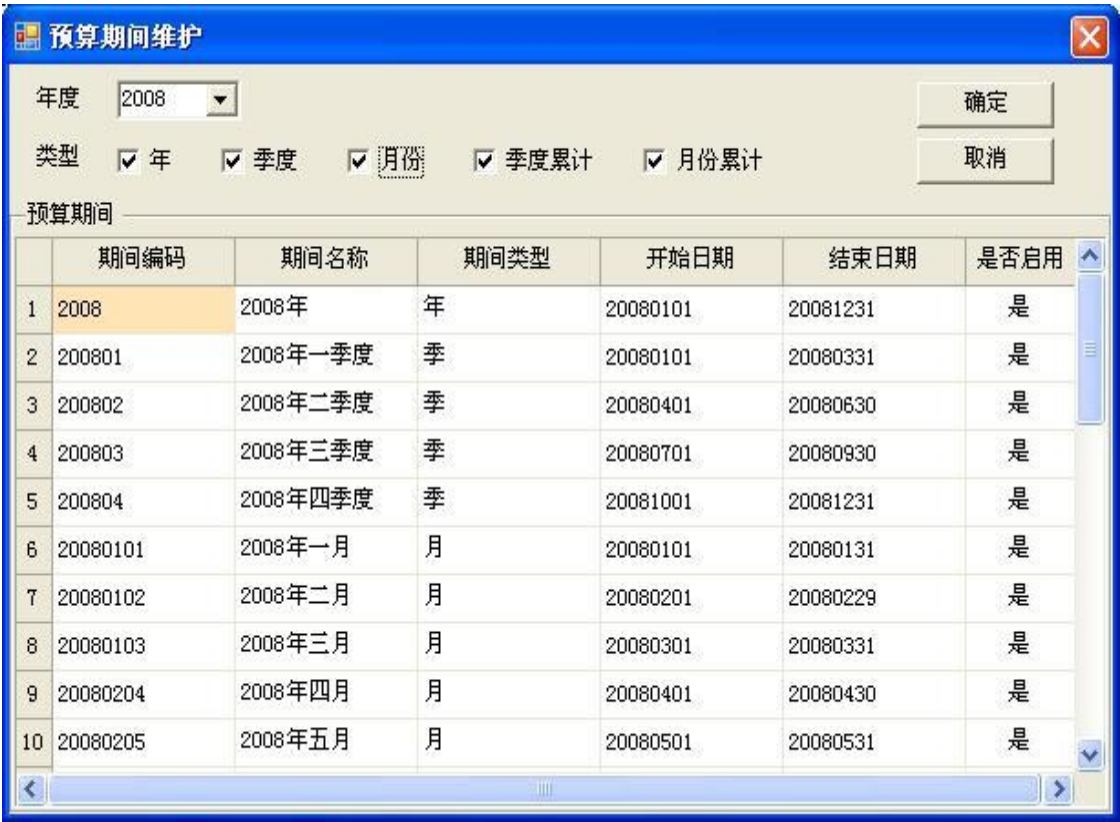 预算期间维护
年度 2008 确定
类型 年 季度 月份 季度累计 月份累计 取消
预算期间
期间编码 期间名称 期间类型 开始日期 结束日期 是否启用
1 2008 2008年 年 20080101 20081231 是
2 200801 2008年一季度 季 20080101 20080331 是
3 200802 2008年二季度 季 20080401 20080630 是
4 200803 2008年三季度 季 20080701 20080930 是
5 200804 2008年四季度 季 20081001 20081231 是
6 20080101 2008年一月 月 20080101 20080131 是
7 20080102 2008年二月 月 20080201 20080229 是
8 20080103 2008年三月 月 20080301 20080331 是
9 20080204 2008年四月 月 20080401 20080430 是
10 20080205 2008年五月 月 20080501 20080531 是